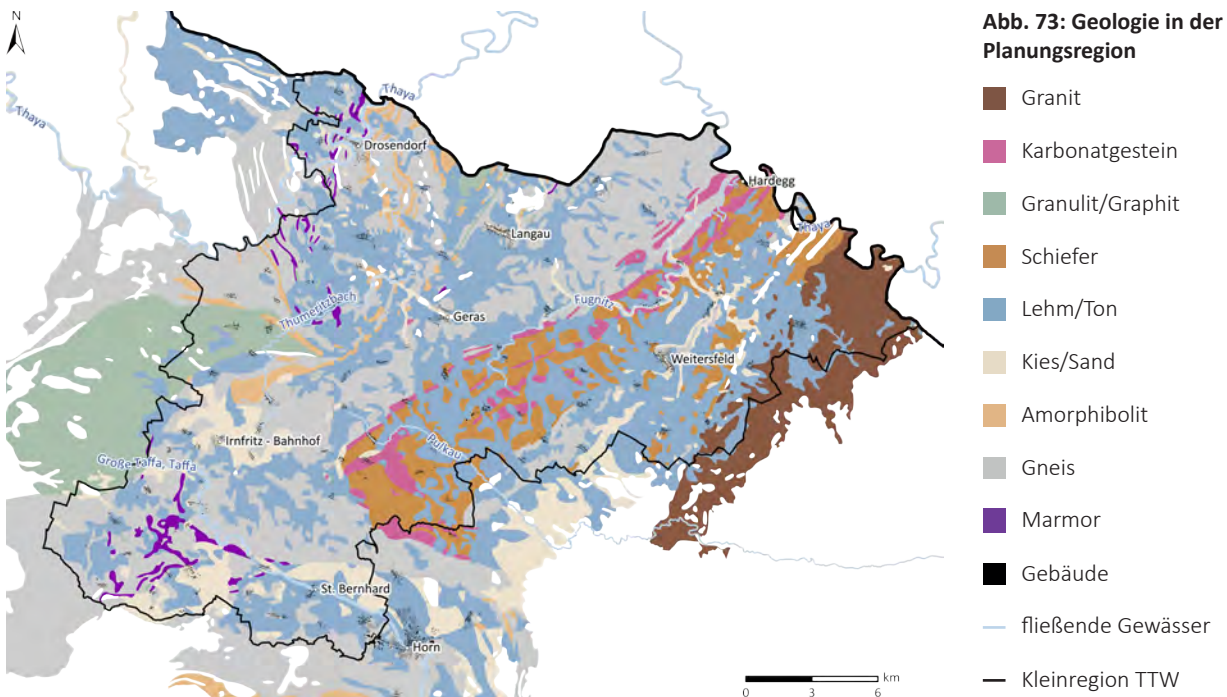 N
Thaya
Thaya
Drosendorf
Hardegg
Langau
Thaya
Fugnitz
Thumeritzbach
Geras
Weitersfeld
Irnfritz - Bahnhof
Pulkau
Große Taffa, Taffa
St. Bernhard
Horn
km
0 3 6
Abb. 73: Geologie in der
Planungsregion
Granit
Karbonatgestein
Granulit/Graphit
Schiefer
Lehm/Ton
Kies/Sand
Amorphibolit
Gneis
Marmor
Gebäude
fließende Gewässer
Kleinregion TTW